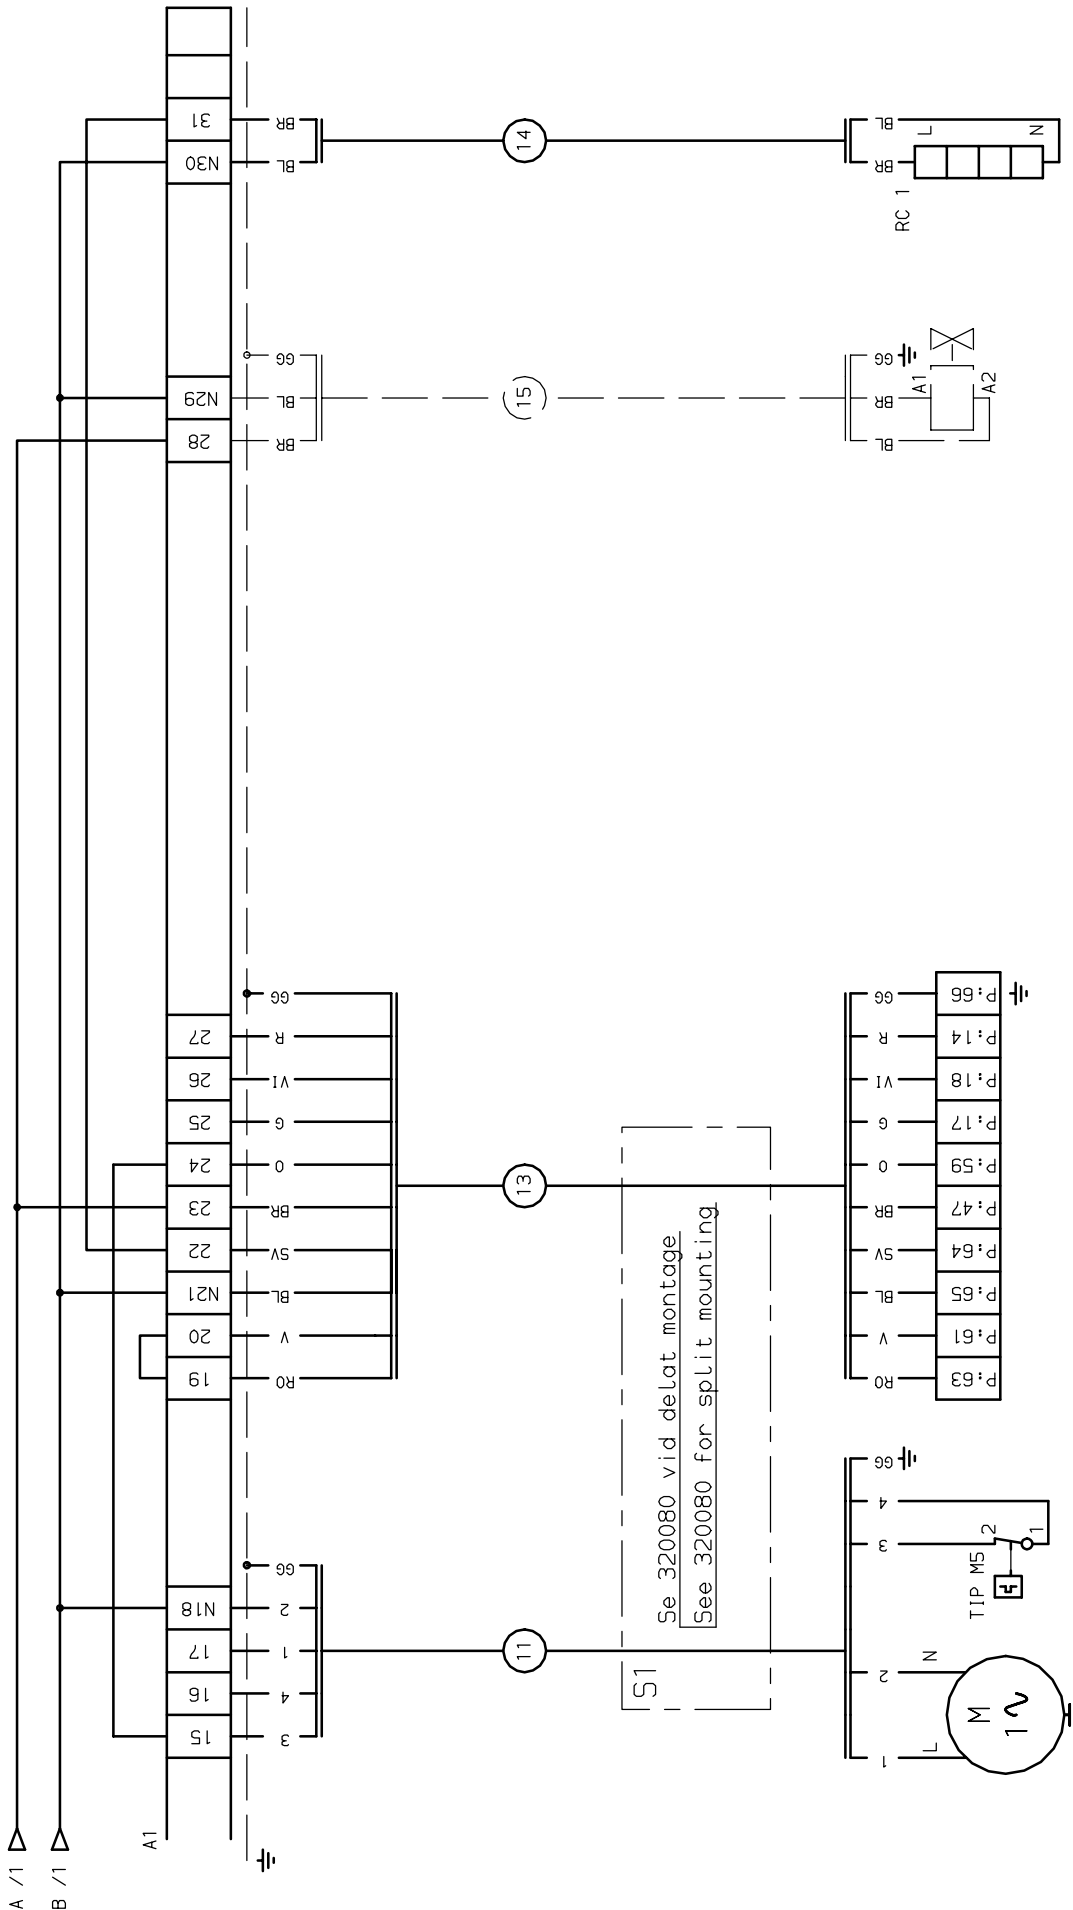 A /1
B /1
A1
15
16
17
N18
19
20
N21
22
23
24
25
26
27
28
N29
N30
31
3
4
1
2
GG
RO
V
BL
SV
BR
O
G
VI
R
GG
BR
BL
GG
BL
BR
11
13
15
14
S1
Se 320080 vid delat montage
See 320080 for split mounting
1
2
3
4
GG
RO
V
BL
SV
BR
O
G
VI
R
GG
BL
BR
GG
BR
BL
L
N
M
1
TIP M5
2
1
P:63
P:61
P:65
P:64
P:47
P:59
P:17
P:18
P:14
P:66
A1
A2
RC 1
L
N